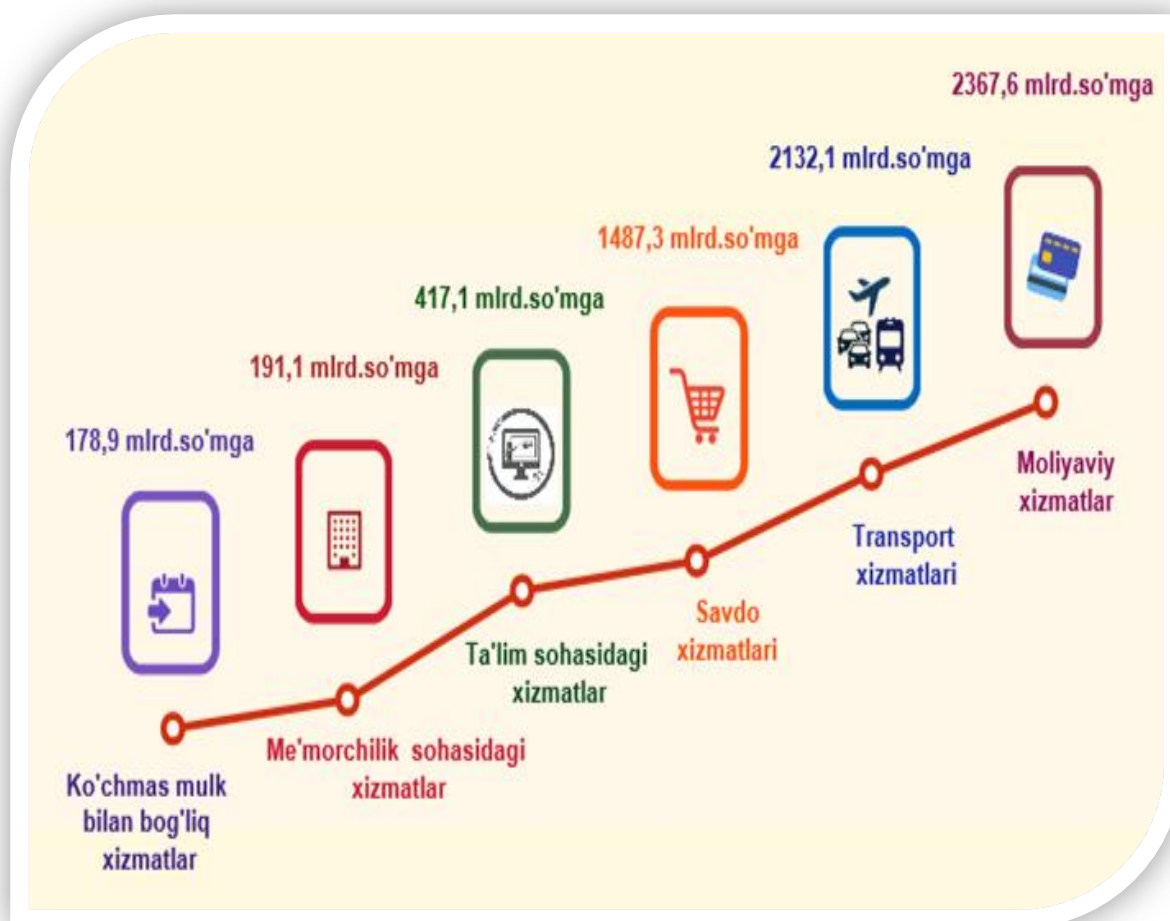 2367,6 mlrd.so'mga
2132,1 mlrd.so'mga
1487,3 mlrd.so'mga
417,1 mlrd.so'mga
191,1 mlrd.so'mga
178,9 mlrd.so'mga
Moliyaviy
xizmatlar
Transport
xizmatlari
Savdo
xizmatlari
Ta'lim sohasidagi
xizmatlar
Me'morchilik sohasidagi
xizmatlar
Ko'chmas mulk
bilan bog'liq
xizmatlar